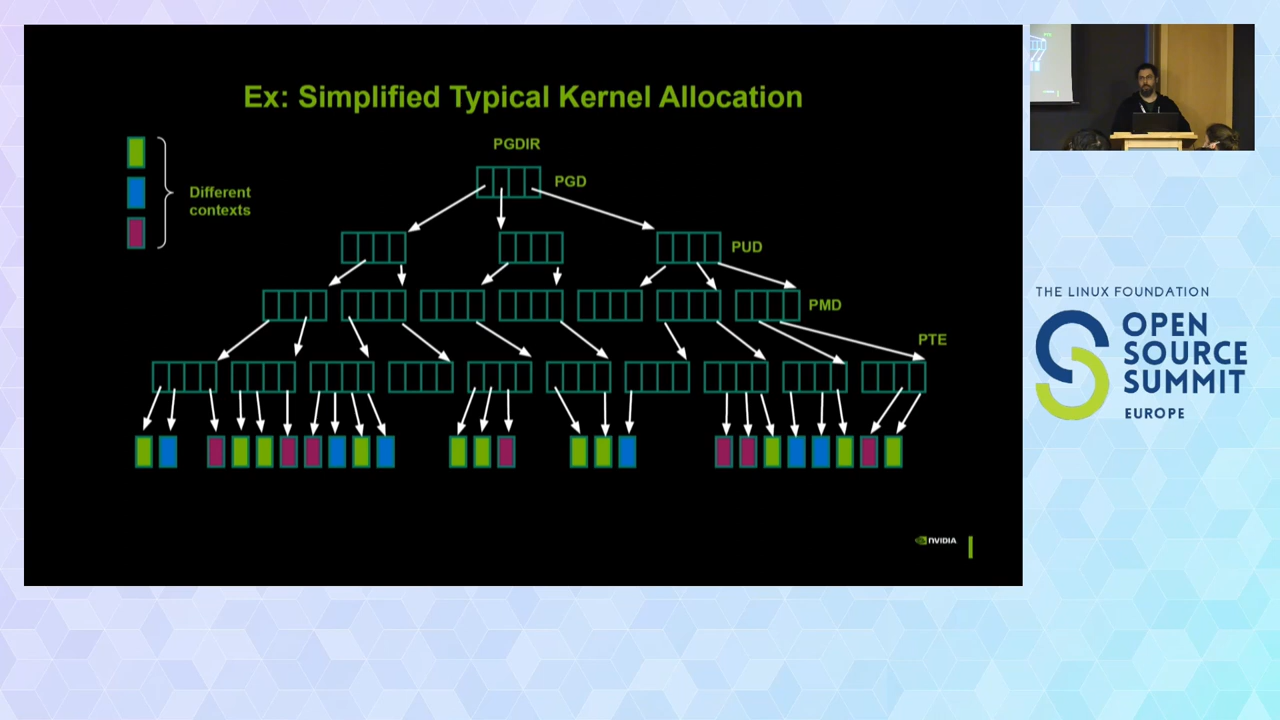 Ex: Simplified Typical Kernel Allocation
PGDIR
PGD
Different
contexts
PUD
PMD
PTE
NVIDIA
THE LINUX FOUNDATION
OPEN
SOURCE
SUMMIT
EUROPE